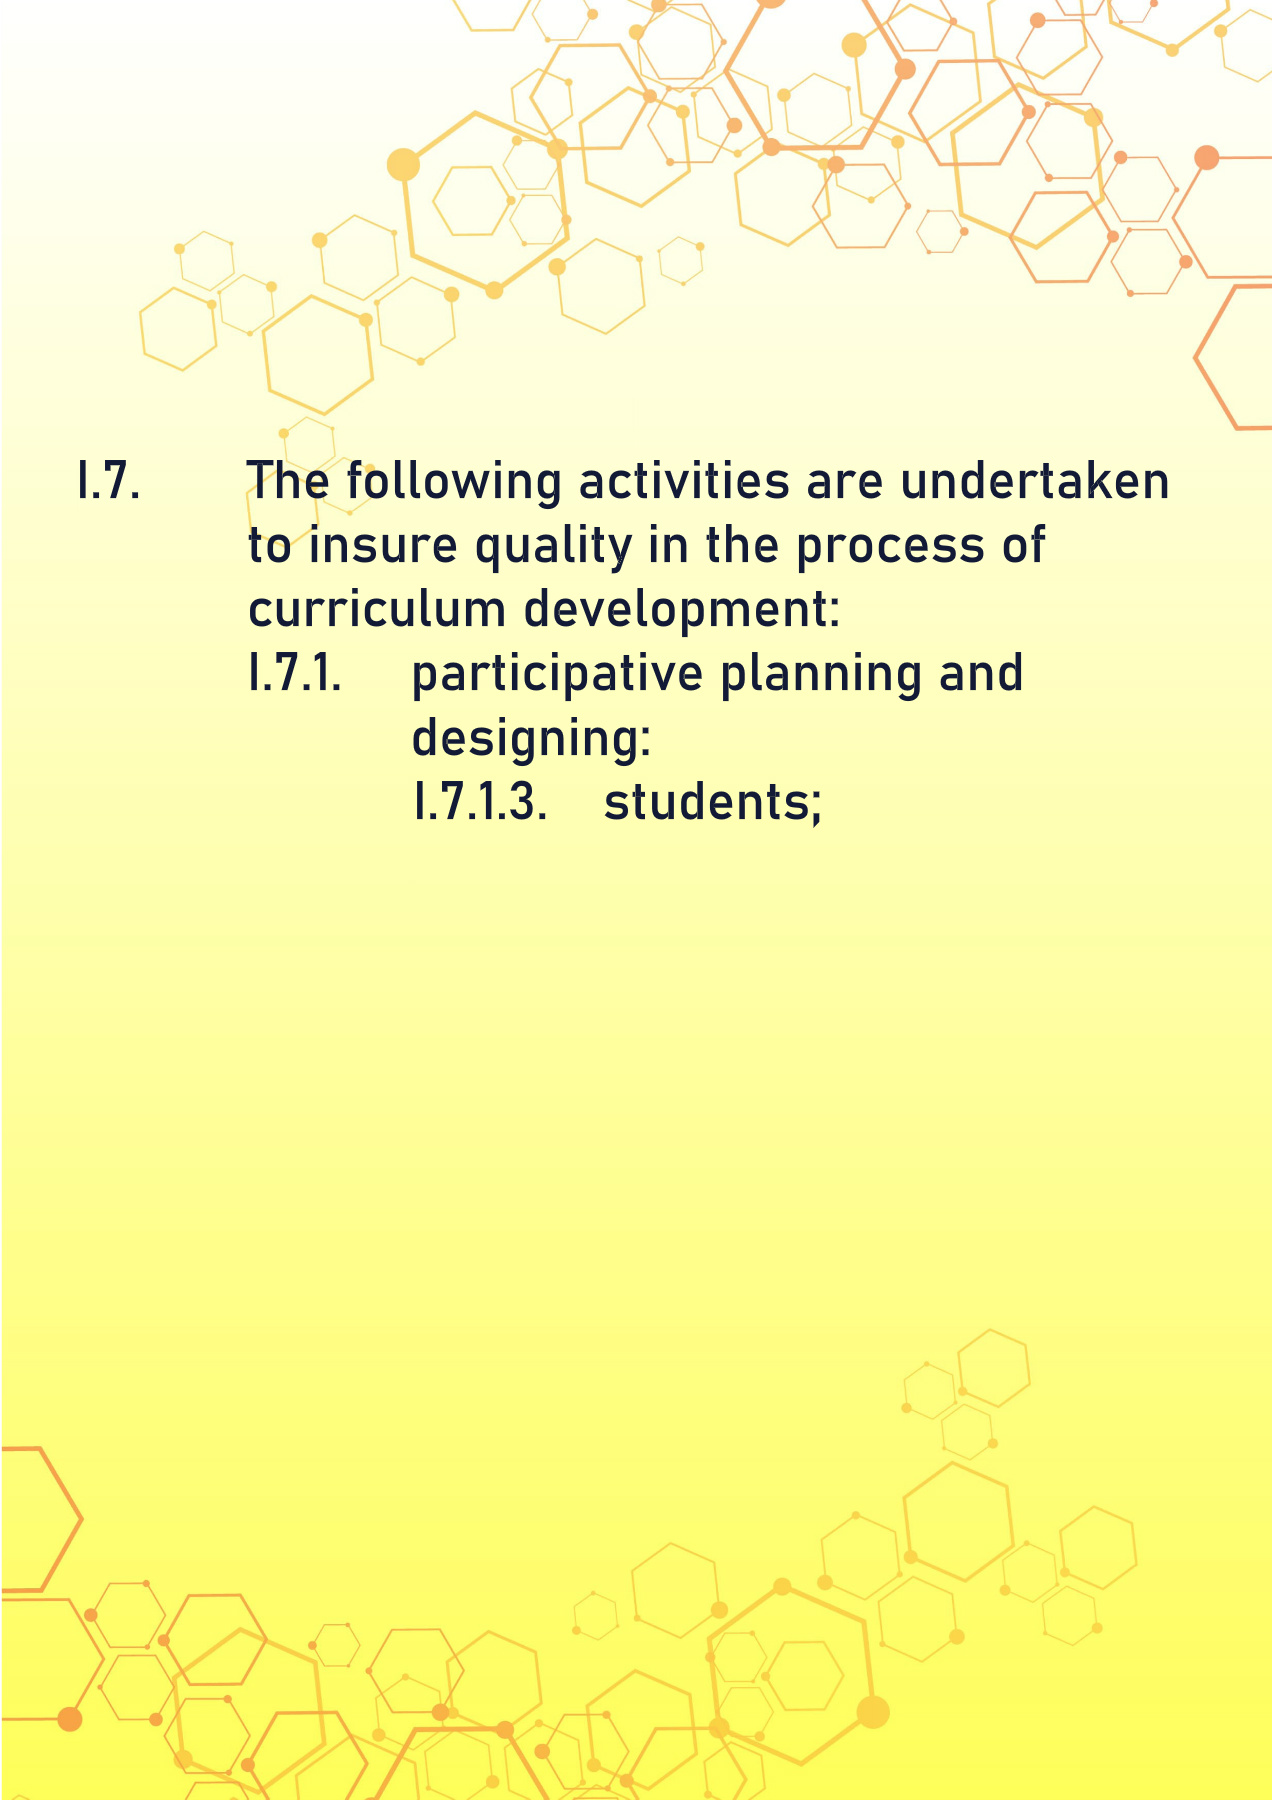 I.7. The following activities are undertaken
to insure quality in the process of
curriculum development:
I.7.1. participative planning and
designing:
I.7.1.3. students;